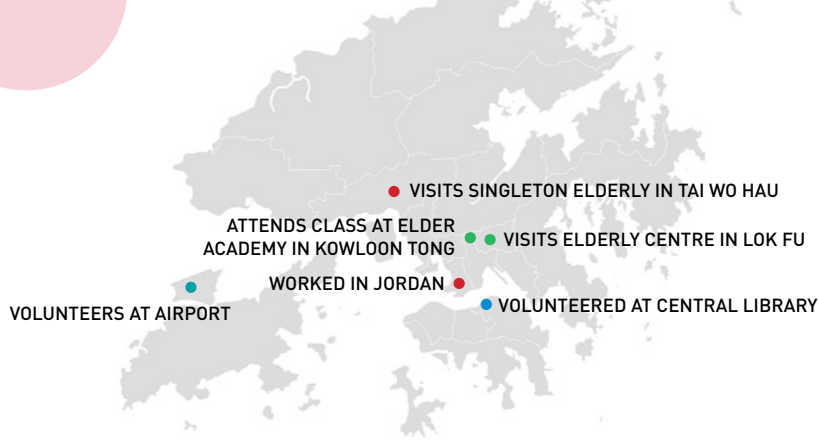 VISITS SINGLETON ELDERLY IN TAI WO HAU
ATTENDS CLASS AT ELDER
ACADEMY IN KOWLOON TONG
VISITS ELDERLY CENTRE IN LOK FU
WORKED IN JORDAN
VOLUNTEERS AT AIRPORT
VOLUNTEERED AT CENTRAL LIBRARY